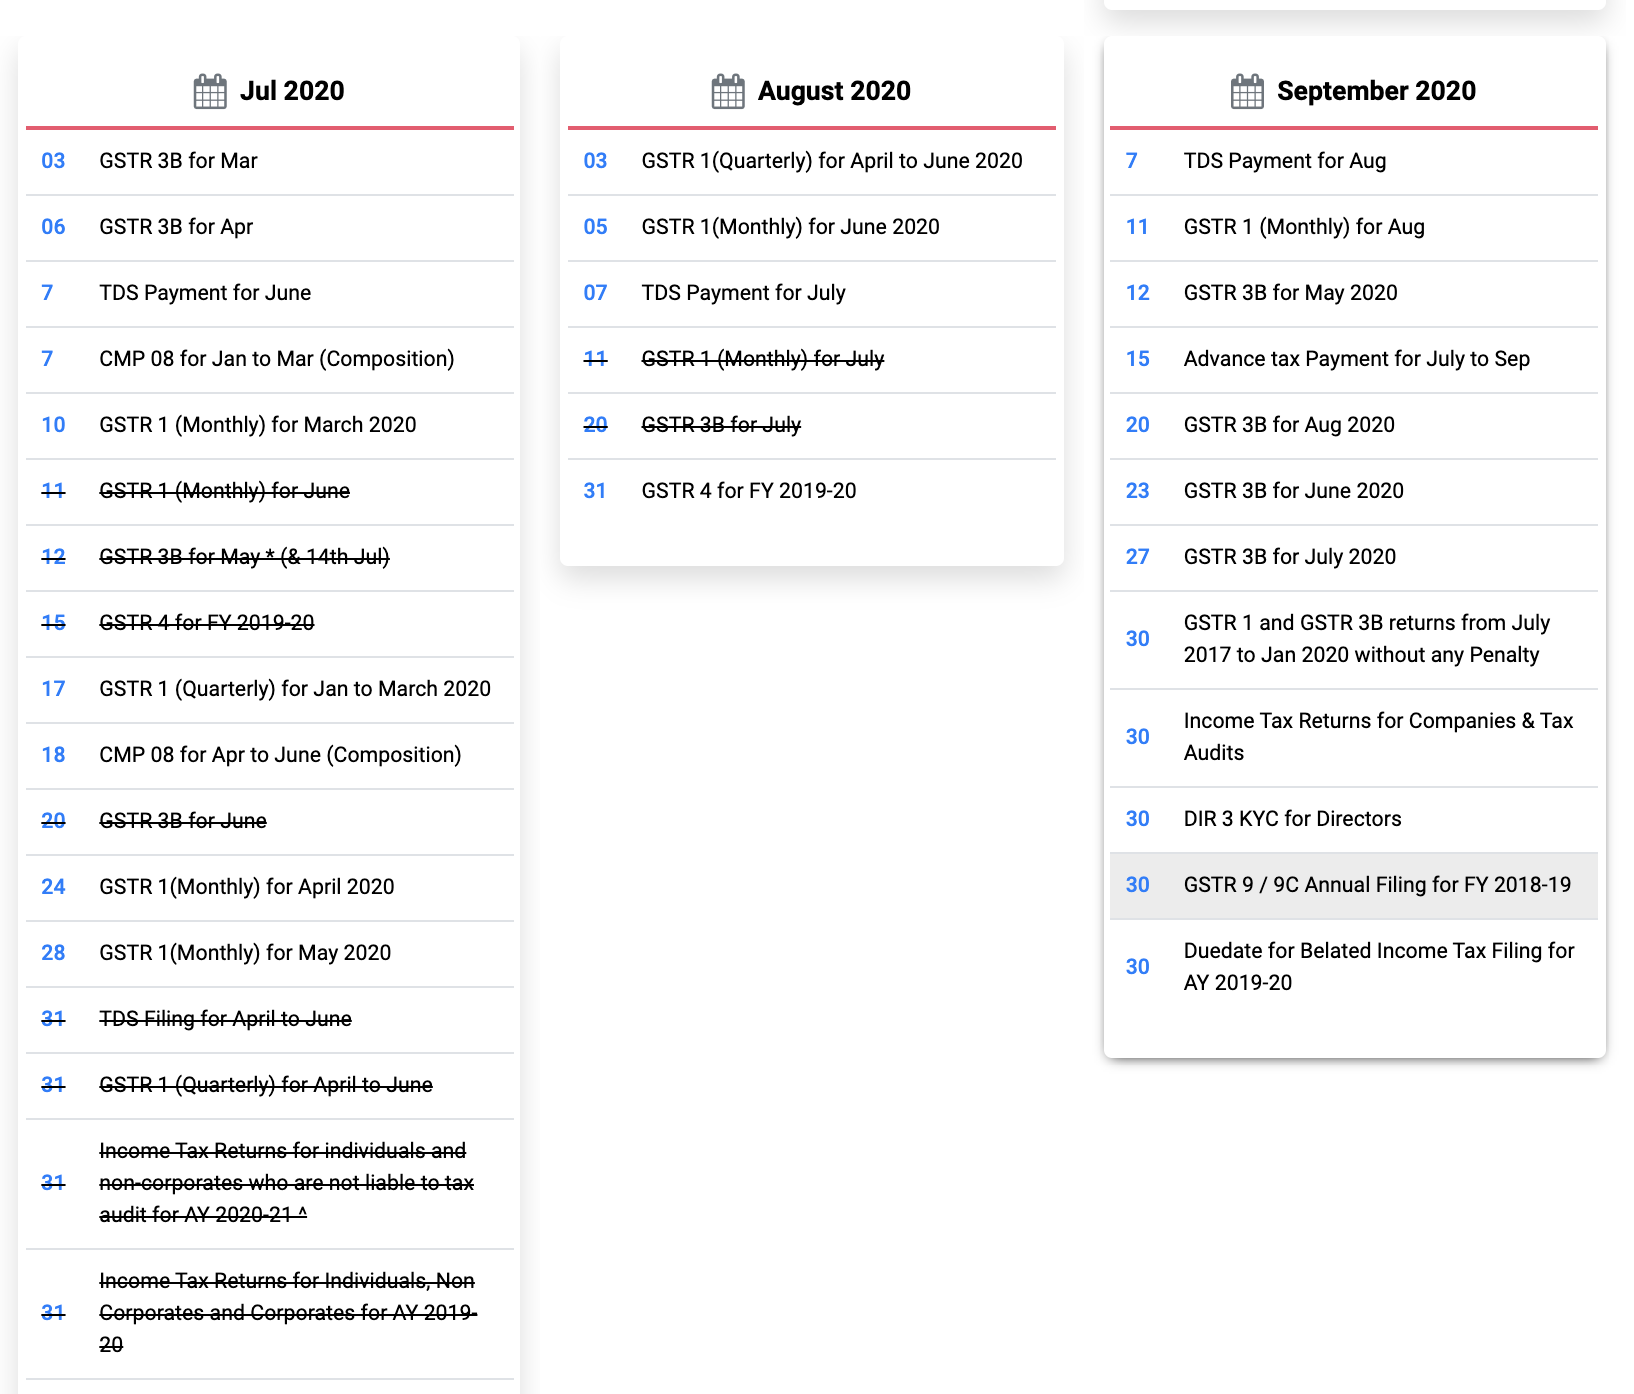 Jul 2020
03 GSTR 3B for Mar
06 GSTR 3B for Apr
7 TDS Payment for June
7 CMP 08 for Jan to Mar (Composition)
10 GSTR 1 (Monthly) for March 2020
11 GSTR 1 (Monthly) for June
12 GSTR 3B for May * (& 14th Jul)
15 GSTR 4 for FY 2019-20
17 GSTR 1 (Quarterly) for Jan to March 2020
18 CMP 08 for Apr to June (Composition)
20 GSTR 3B for June
24 GSTR 1(Monthly) for April 2020
28 GSTR 1(Monthly) for May 2020
31 TDS Filing for April to June
31 GSTR 1 (Quarterly) for April to June
Income Tax Returns for individuals and
31 non-corporates who are not liable to tax
audit for AY 2020-21 ^
Income Tax Returns for Individuals, Non
31 Corporates and Corporates for AY 2019-
20
August 2020
03 GSTR 1(Quarterly) for April to June 2020
05 GSTR 1(Monthly) for June 2020
07 TDS Payment for July
11 GSTR 1 (Monthly) for July
20 GSTR 3B for July
31 GSTR 4 for FY 2019-20
September 2020
7 TDS Payment for Aug
11 GSTR 1 (Monthly) for Aug
12 GSTR 3B for May 2020
15 Advance tax Payment for July to Sep
20 GSTR 3B for Aug 2020
23 GSTR 3B for June 2020
27 GSTR 3B for July 2020
30 GSTR 1 and GSTR 3B returns from July
2017 to Jan 2020 without any Penalty
30 Income Tax Returns for Companies & Tax
Audits
30 DIR 3 KYC for Directors
30 GSTR 9 / 9C Annual Filing for FY 2018-19
30 Duedate for Belated Income Tax Filing for
AY 2019-20